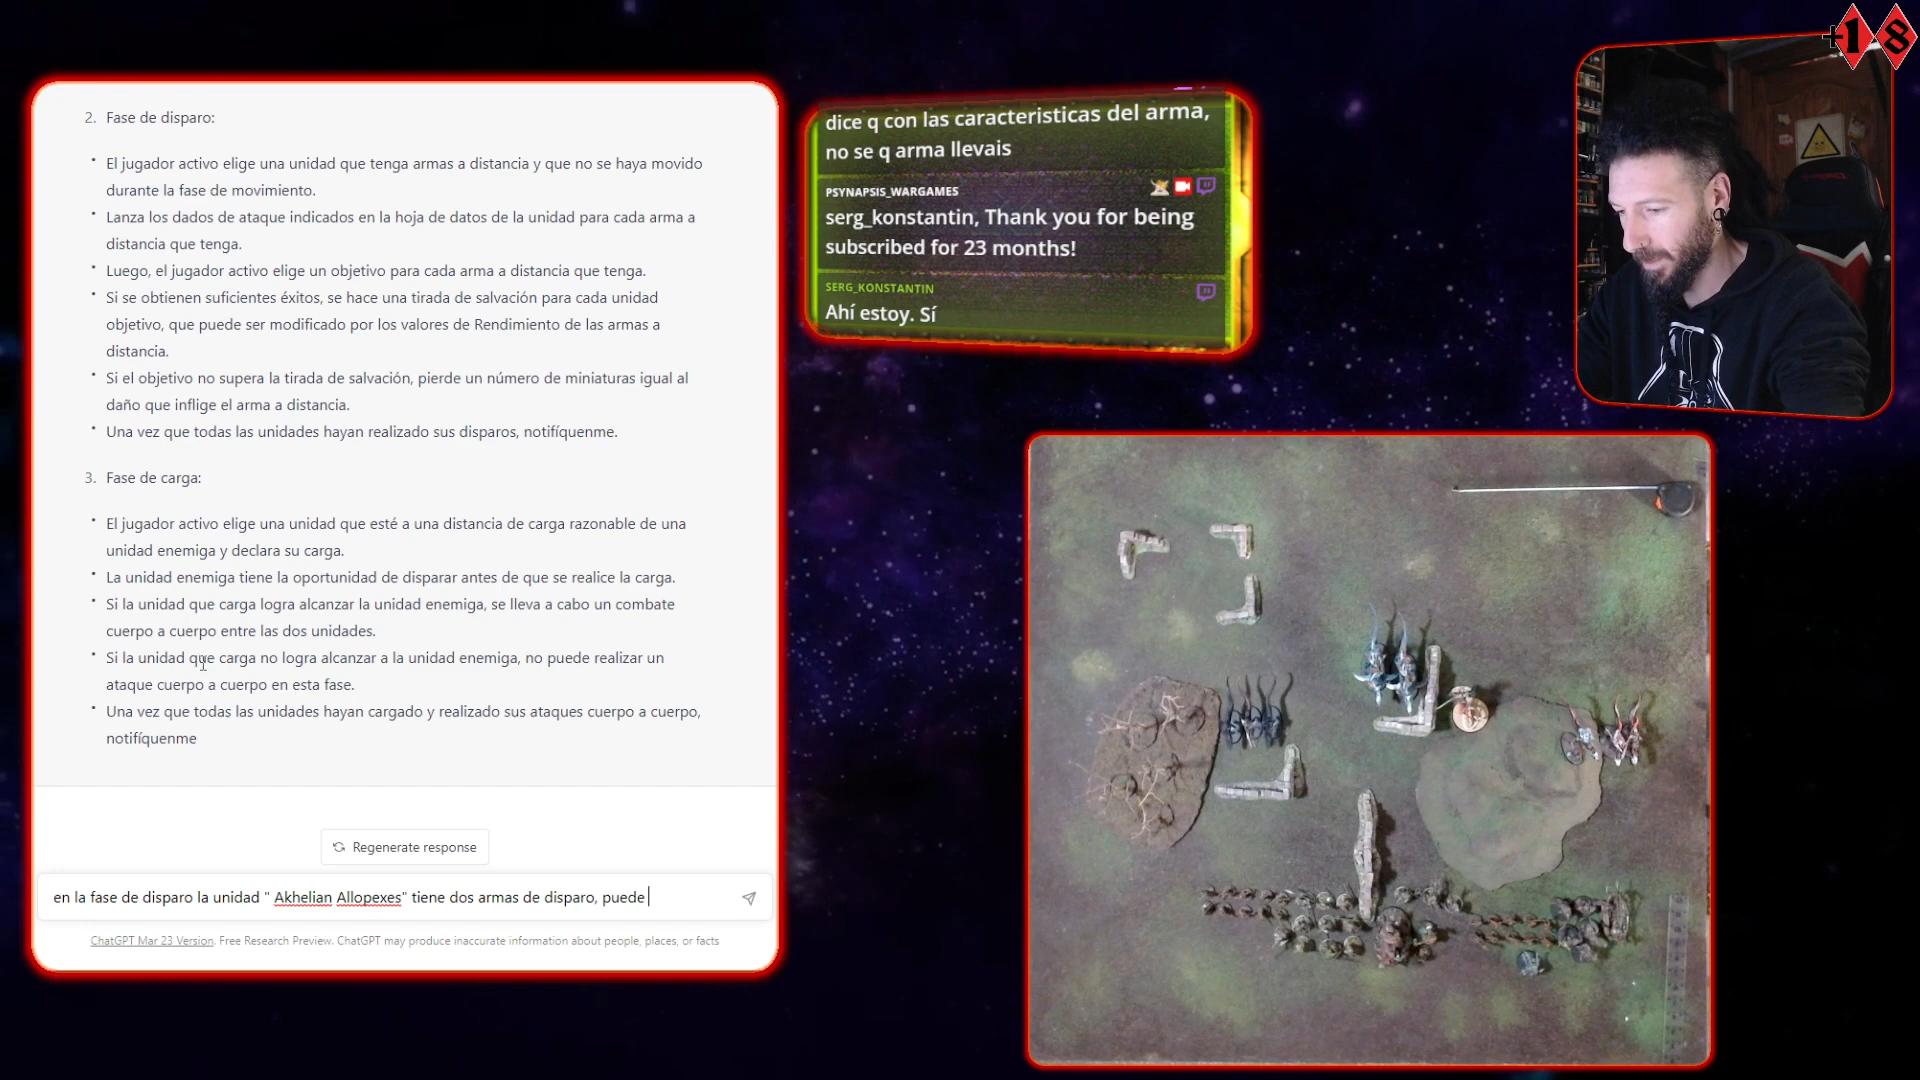 +18
2. Fase de disparo:
• El jugador activo elige una unidad que tenga armas a distancia y que no se haya movido
durante la fase de movimiento.
• Lanza los dados de ataque indicados en la hoja de datos de la unidad para cada arma a
distancia que tenga.
• Luego, el jugador activo elige un objetivo para cada arma a distancia que tenga.
• Si se obtienen suficientes éxitos, se hace una tirada de salvación para cada unidad
objetivo, que puede ser modificado por los valores de Rendimiento de las armas a
distancia.
• Si el objetivo no supera la tirada de salvación, pierde un número de miniaturas igual al
daño que inflige el arma a distancia.
• Una vez que todas las unidades hayan realizado sus disparos, notifíquenme.
3. Fase de carga:
• El jugador activo elige una unidad que esté a una distancia de carga razonable de una
unidad enemiga y declara su carga.
• La unidad enemiga tiene la oportunidad de disparar antes de que se realice la carga.
• Si la unidad que carga logra alcanzar la unidad enemiga, se lleva a cabo un combate
cuerpo a cuerpo entre las dos unidades.
• Si la unidad que carga no logra alcanzar a la unidad enemiga, no puede realizar un
ataque cuerpo a cuerpo en esta fase.
• Una vez que todas las unidades hayan cargado y realizado sus ataques cuerpo a cuerpo,
notifíquenme
Regenerate response
en la fase de disparo la unidad " Akhelian Allopexes" tiene dos armas de disparo, puede
ChatGPT Mar 23 Version. Free Research Preview. ChatGPT may produce inaccurate information about people, places, or facts
dice q con las caracteristicas del arma,
no se q arma llevais
PSYNAPSIS_WARGAMES
serg_konstantin, Thank you for being
subscribed for 23 months!
SERG_KONSTANTIN
Ahí estoy. Sí